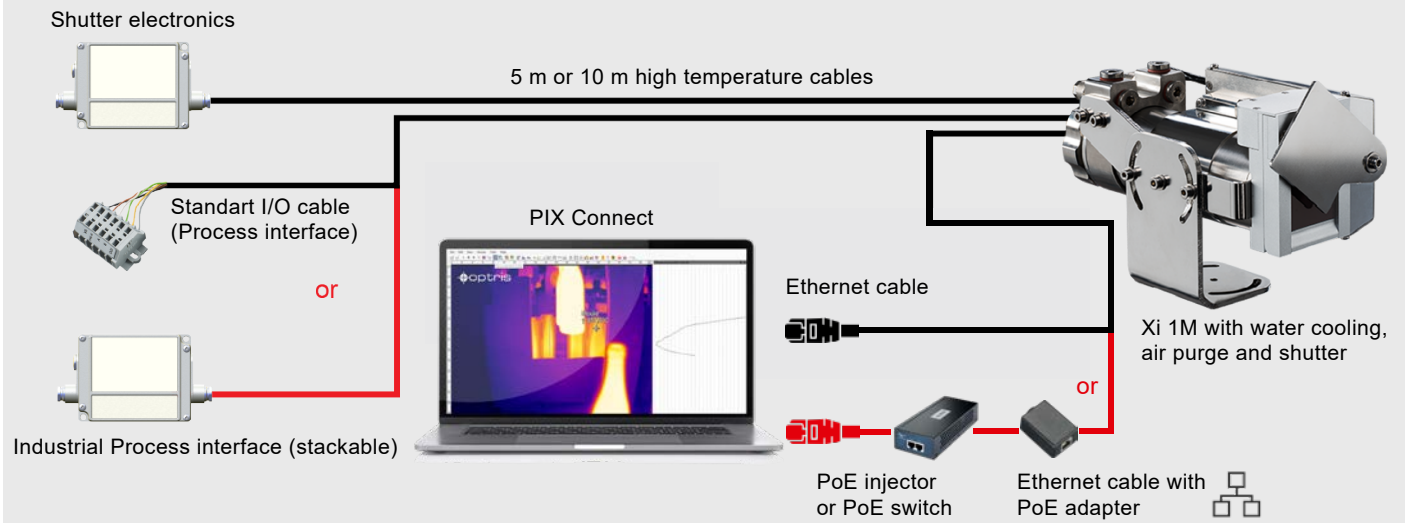 Shutter electronics
5 m or 10 m high temperature cables
Standart I/O cable
(Process interface)
or
Industrial Process interface (stackable)
PIX Connect
optris
Ethernet cable
or
PoE injector
or PoE switch
Ethernet cable with
PoE adapter
Xi 1M with water cooling,
air purge and shutter